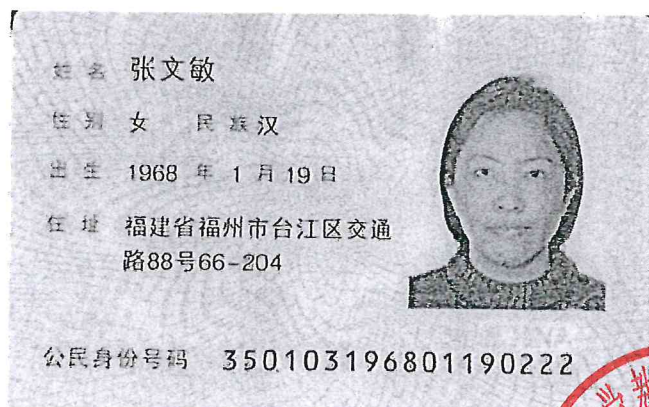 姓名 张文敏
性别 女 民族 汉
出生 1968 年 1 月 19 日
住址 福建省福州市台江区交通
路88号66-204
公民身份号码 350103196801190222